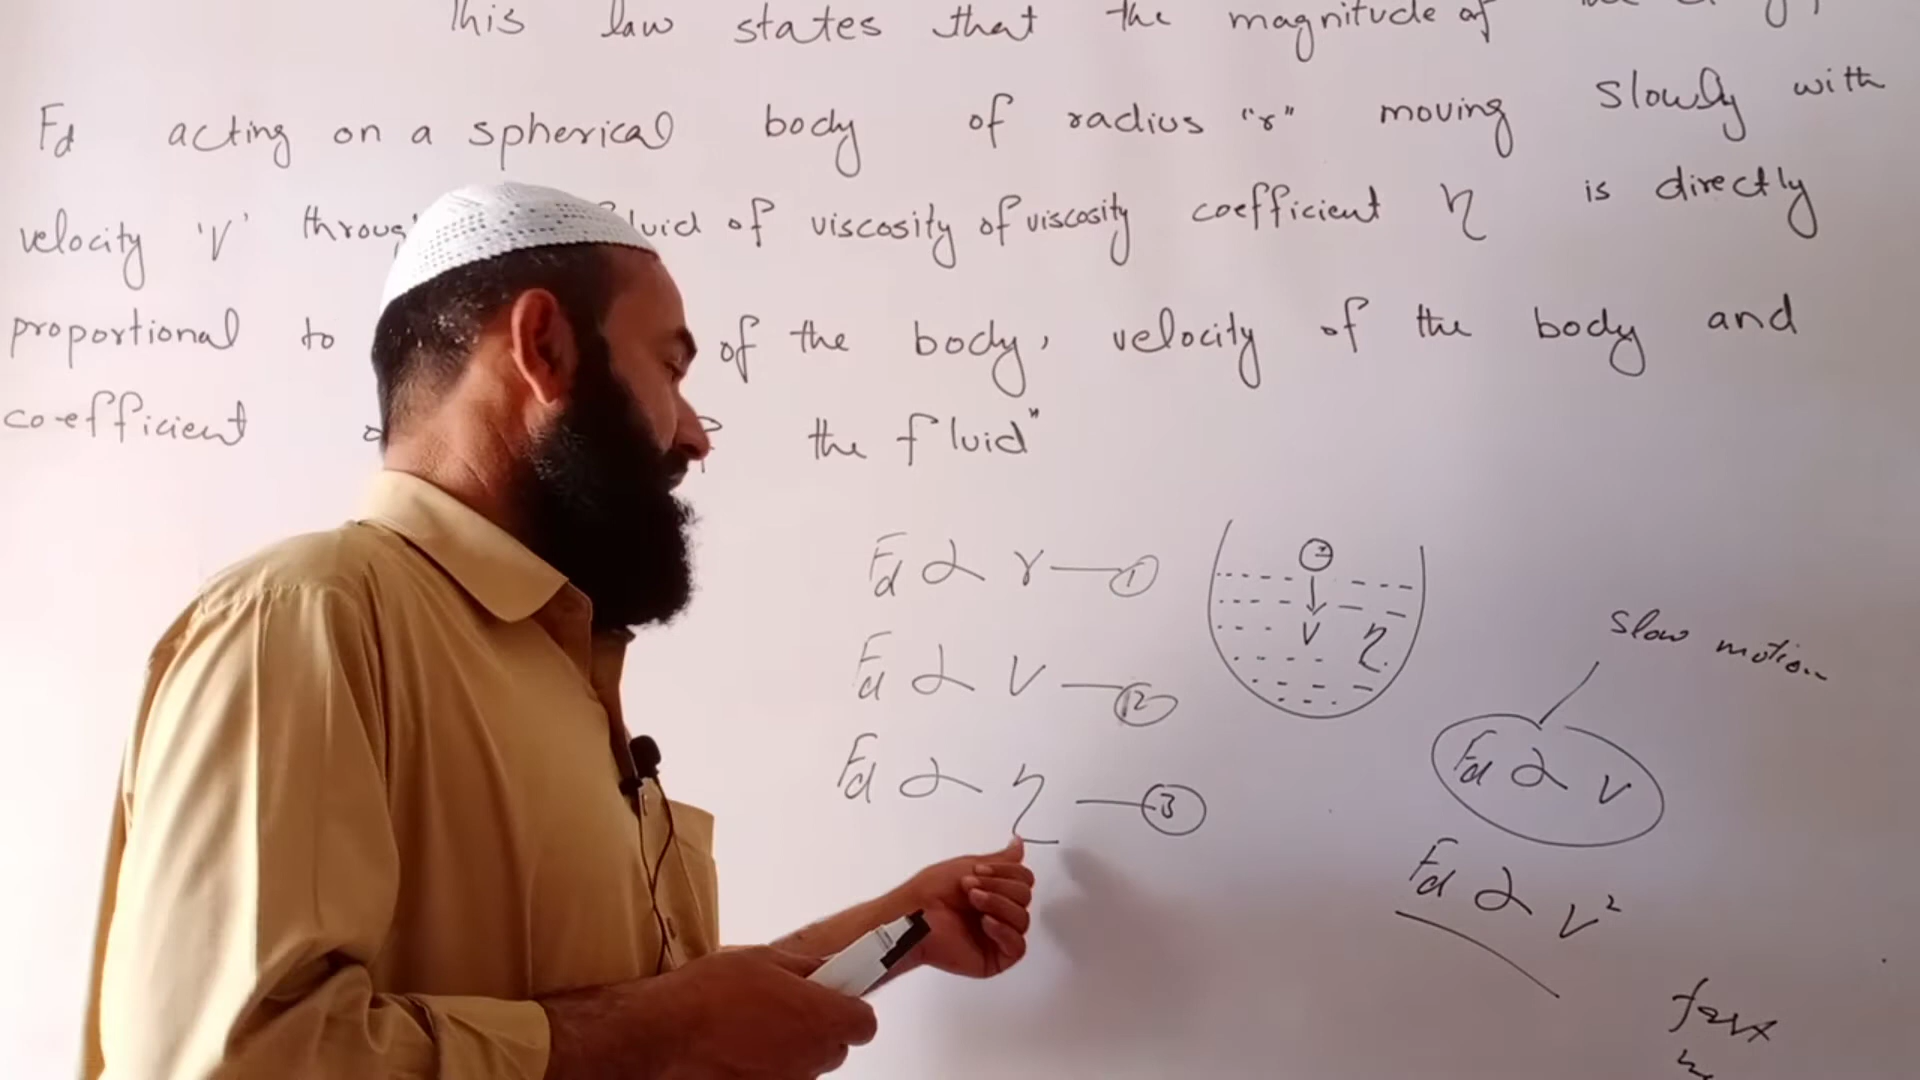 This law states that the magnitude of
Fd acting on a spherical body of radius "r" moving slowly with
velocity 'V' fluid of viscosity of viscosity coefficient η is directly
proportional to of the body, velocity of the body and
co-efficient the fluid"
Fd α r — 1
Fd α V — 2
Fd α η — 3
r
V η
slow motion
Fd α V
Fd α V²
fast